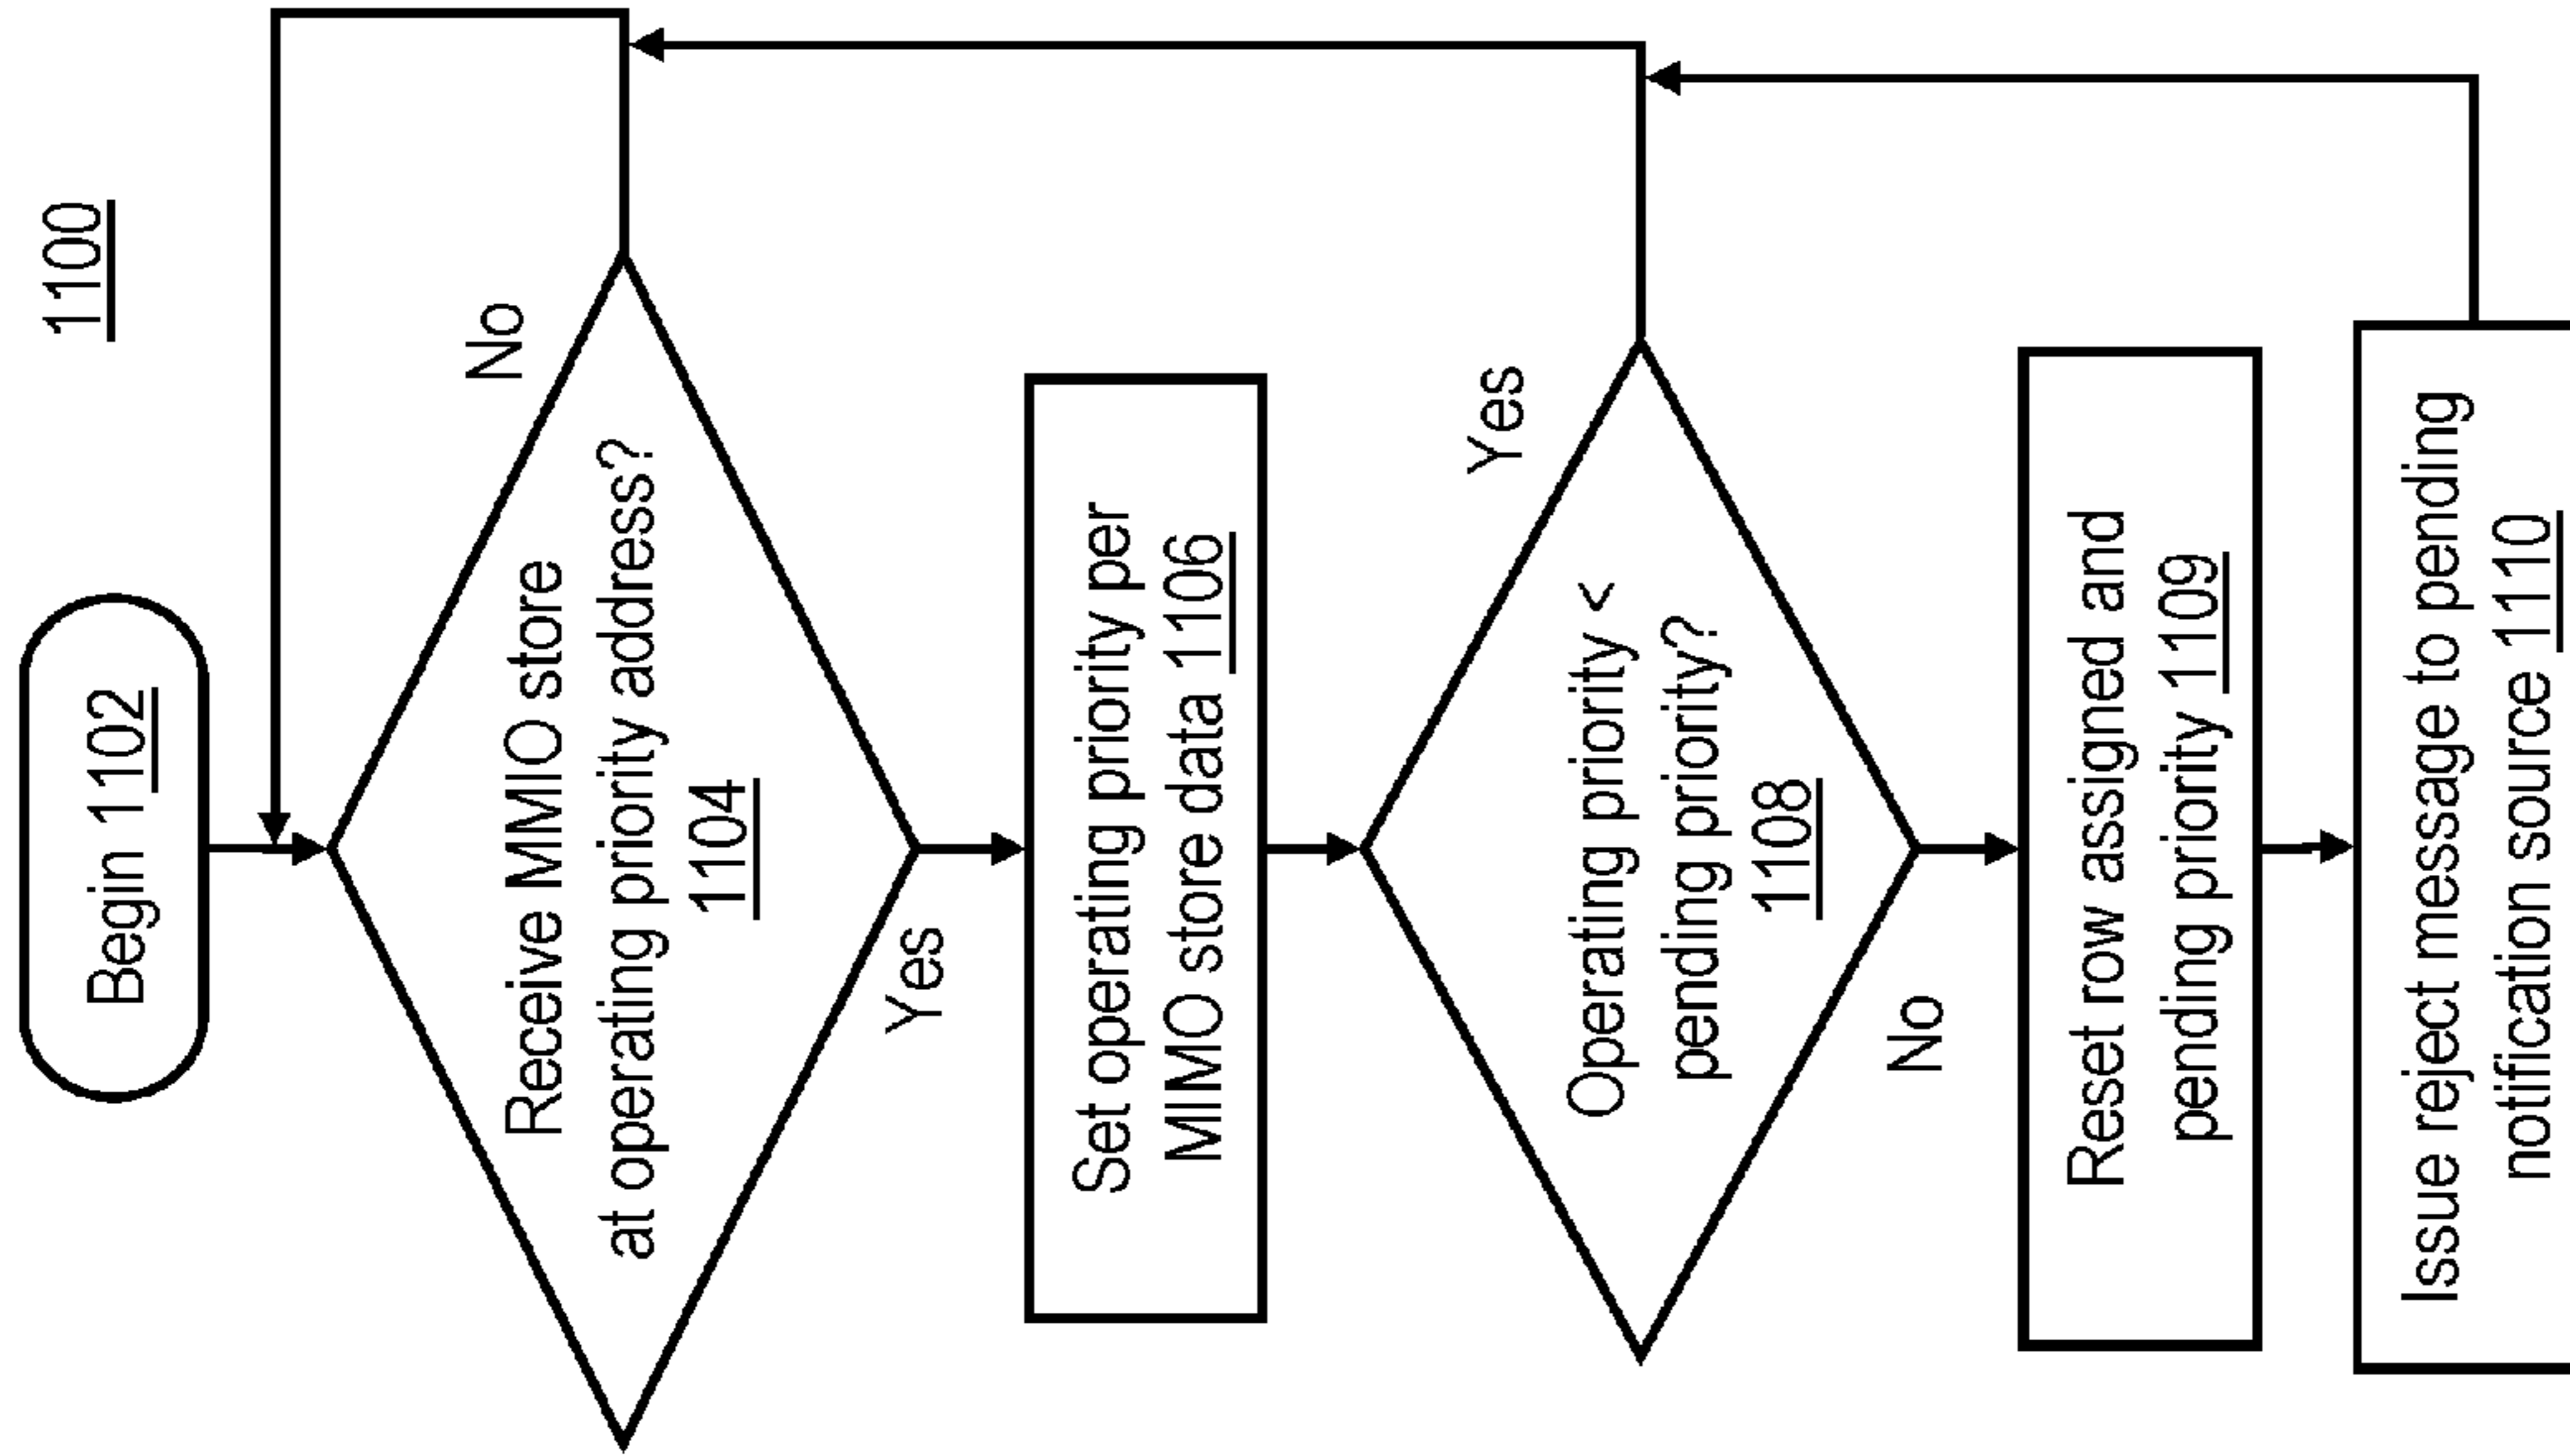 1100
Begin 1102
Receive MMIO store
at operating priority address?
1104
No
Yes
Set operating priority per
MIMO store data 1106
Operating priority <
pending priority?
1108
Yes
No
Reset row assigned and
pending priority 1109
Issue reject message to pending
notification source 1110